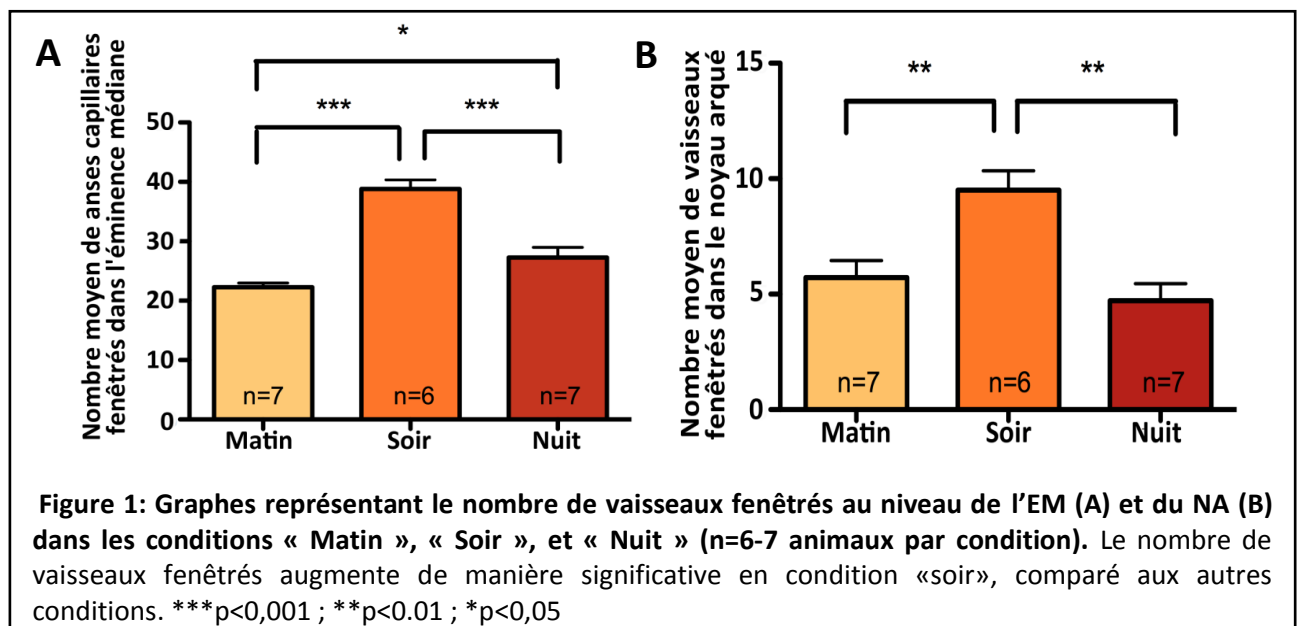 A
Nombre moyen de anses capillaires
fenêtrés dans l'éminence médiane
*
***
***
50
40
30
20
10
0
n=7
n=6
n=7
Matin
Soir
Nuit
B
Nombre moyen de vaisseaux
fenêtrés dans le noyau arqué
**
**
15
10
5
0
n=7
n=6
n=7
Matin
Soir
Nuit
Figure 1: Graphes représentant le nombre de vaisseaux fenêtrés au niveau de l’EM (A) et du NA (B)
dans les conditions « Matin », « Soir », et « Nuit » (n=6-7 animaux par condition). Le nombre de
vaisseaux fenêtrés augmente de manière significative en condition «soir», comparé aux autres
conditions. ***p<0,001 ; **p<0.01 ; *p<0,05